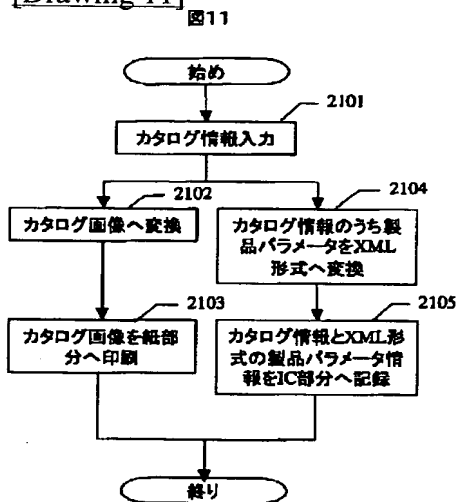 [Drawing 11]
図11
始め
2101
カタログ情報入力
2102
カタログ画像へ変換
2103
カタログ画像を紙部
分へ印刷
2104
カタログ情報のうち製
品パラメータをXML
形式へ変換
2105
カタログ情報とXML形
式の製品パラメータ情
報をIC部分へ記録
終り